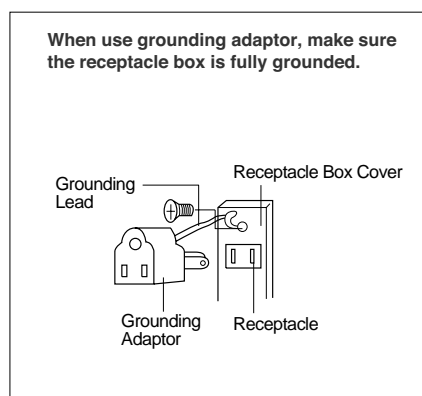 When use grounding adaptor, make sure
the receptacle box is fully grounded.
Grounding
Lead
Receptacle Box Cover
Grounding
Adaptor
Receptacle